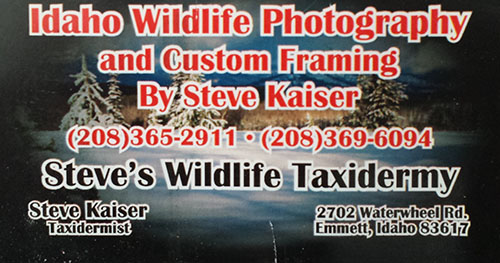 Idaho Wildlife Photography
and Custom Framing
By Steve Kaiser
(208)365-2911 • (208)369-6094
Steve's Wildlife Taxidermy
Steve Kaiser
Taxidermist
2702 Waterwheel Rd.
Emmett, Idaho 83617